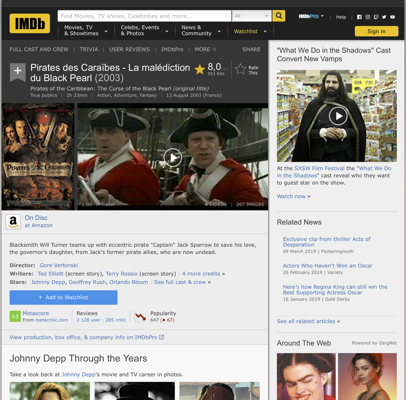 IMDb
Find Movies, TV shows, Celebrities and more...
All
IMDbPro
Help
Movies, TV & Showtimes
Celebs, Events & Photos
News & Community
Watchlist
Sign in
FULL CAST AND CREW | TRIVIA | USER REVIEWS | IMDbPro | MORE
SHARE
Pirates des Caraïbes - La malédiction
du Black Pearl (2003)
8,0
Rate
This
Pirates of the Caribbean: The Curse of the Black Pearl (original title)
Tous publics | 2h 23min | Action, Adventure, Fantasy | 13 August 2003 (France)
VIDEOS | 267 IMAGES
On Disc
at Amazon
Blacksmith Will Turner teams up with eccentric pirate "Captain" Jack Sparrow to save his love,
the governor's daughter, from Jack's former pirate allies, who are now undead.
Director: Gore Verbinski
Writers: Ted Elliott (screen story), Terry Rossio (screen story) | 4 more credits »
Stars: Johnny Depp, Geoffrey Rush, Orlando Bloom | See full cast & crew »
+ Add to Watchlist
63
Metascore
From metacritic.com
Reviews
2 128 user | 285 critic
Popularity
647
View production, box office, & company info on IMDbPro
Johnny Depp Through the Years
Take a look back at Johnny Depp's movie and TV career in photos.
"What We Do in the Shadows" Cast
Convert New Vamps
At the SXSW Film Festival the "What We Do
in the Shadows" cast reveal who they want
to guest star on the show.
Watch now »
Related News
Exclusive clip from thriller Acts of
Desperation
09 March 2019 | Flickeringmyth
Actors Who Haven't Won an Oscar
26 February 2019 | Variety
Here's how Regina King can still win the
Best Supporting Actress Oscar
16 January 2019 | Gold Derby
See all related articles »
Around The Web
Powered by ZergNet